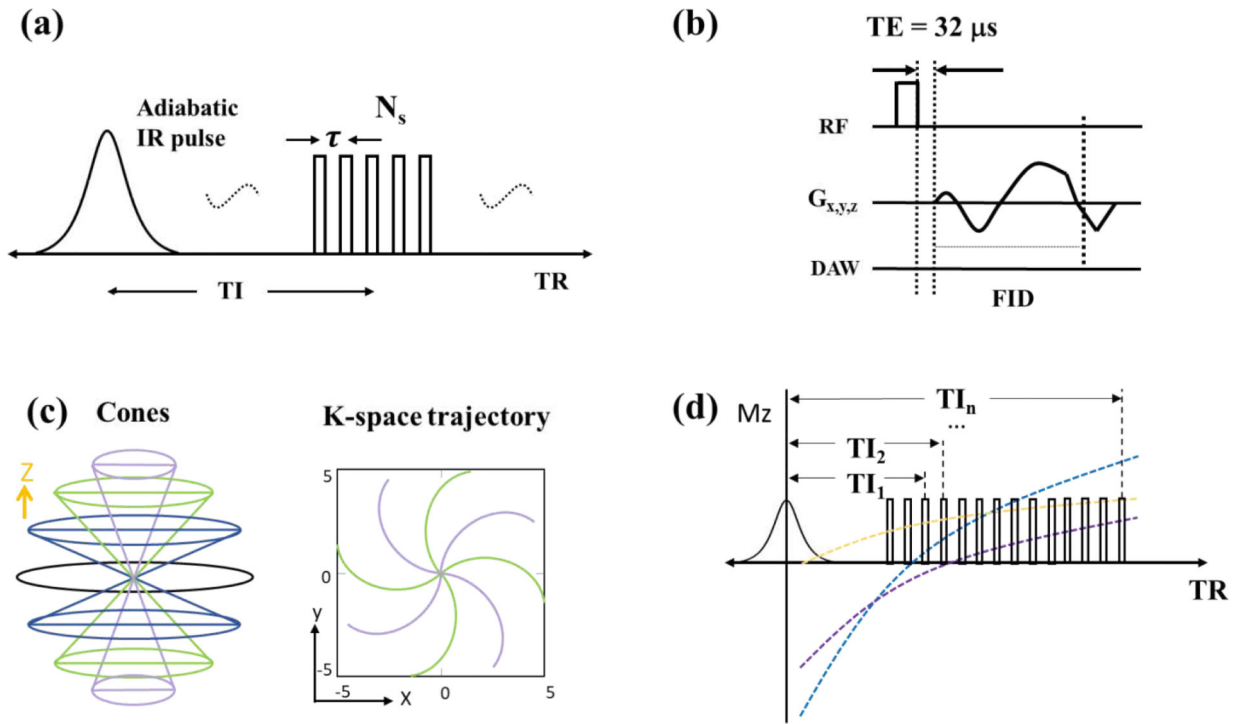 (a)
Adiabatic
IR pulse
τ
Nₛ
TI
TR
(b)
TE = 32 μs
RF
Gₓ,y,z
DAW
FID
(c)
Cones
K-space trajectory
Z
5
0
-5
y
X
-5
0
5
(d)
Mz
TIₙ
...
TI₂
TI₁
TR